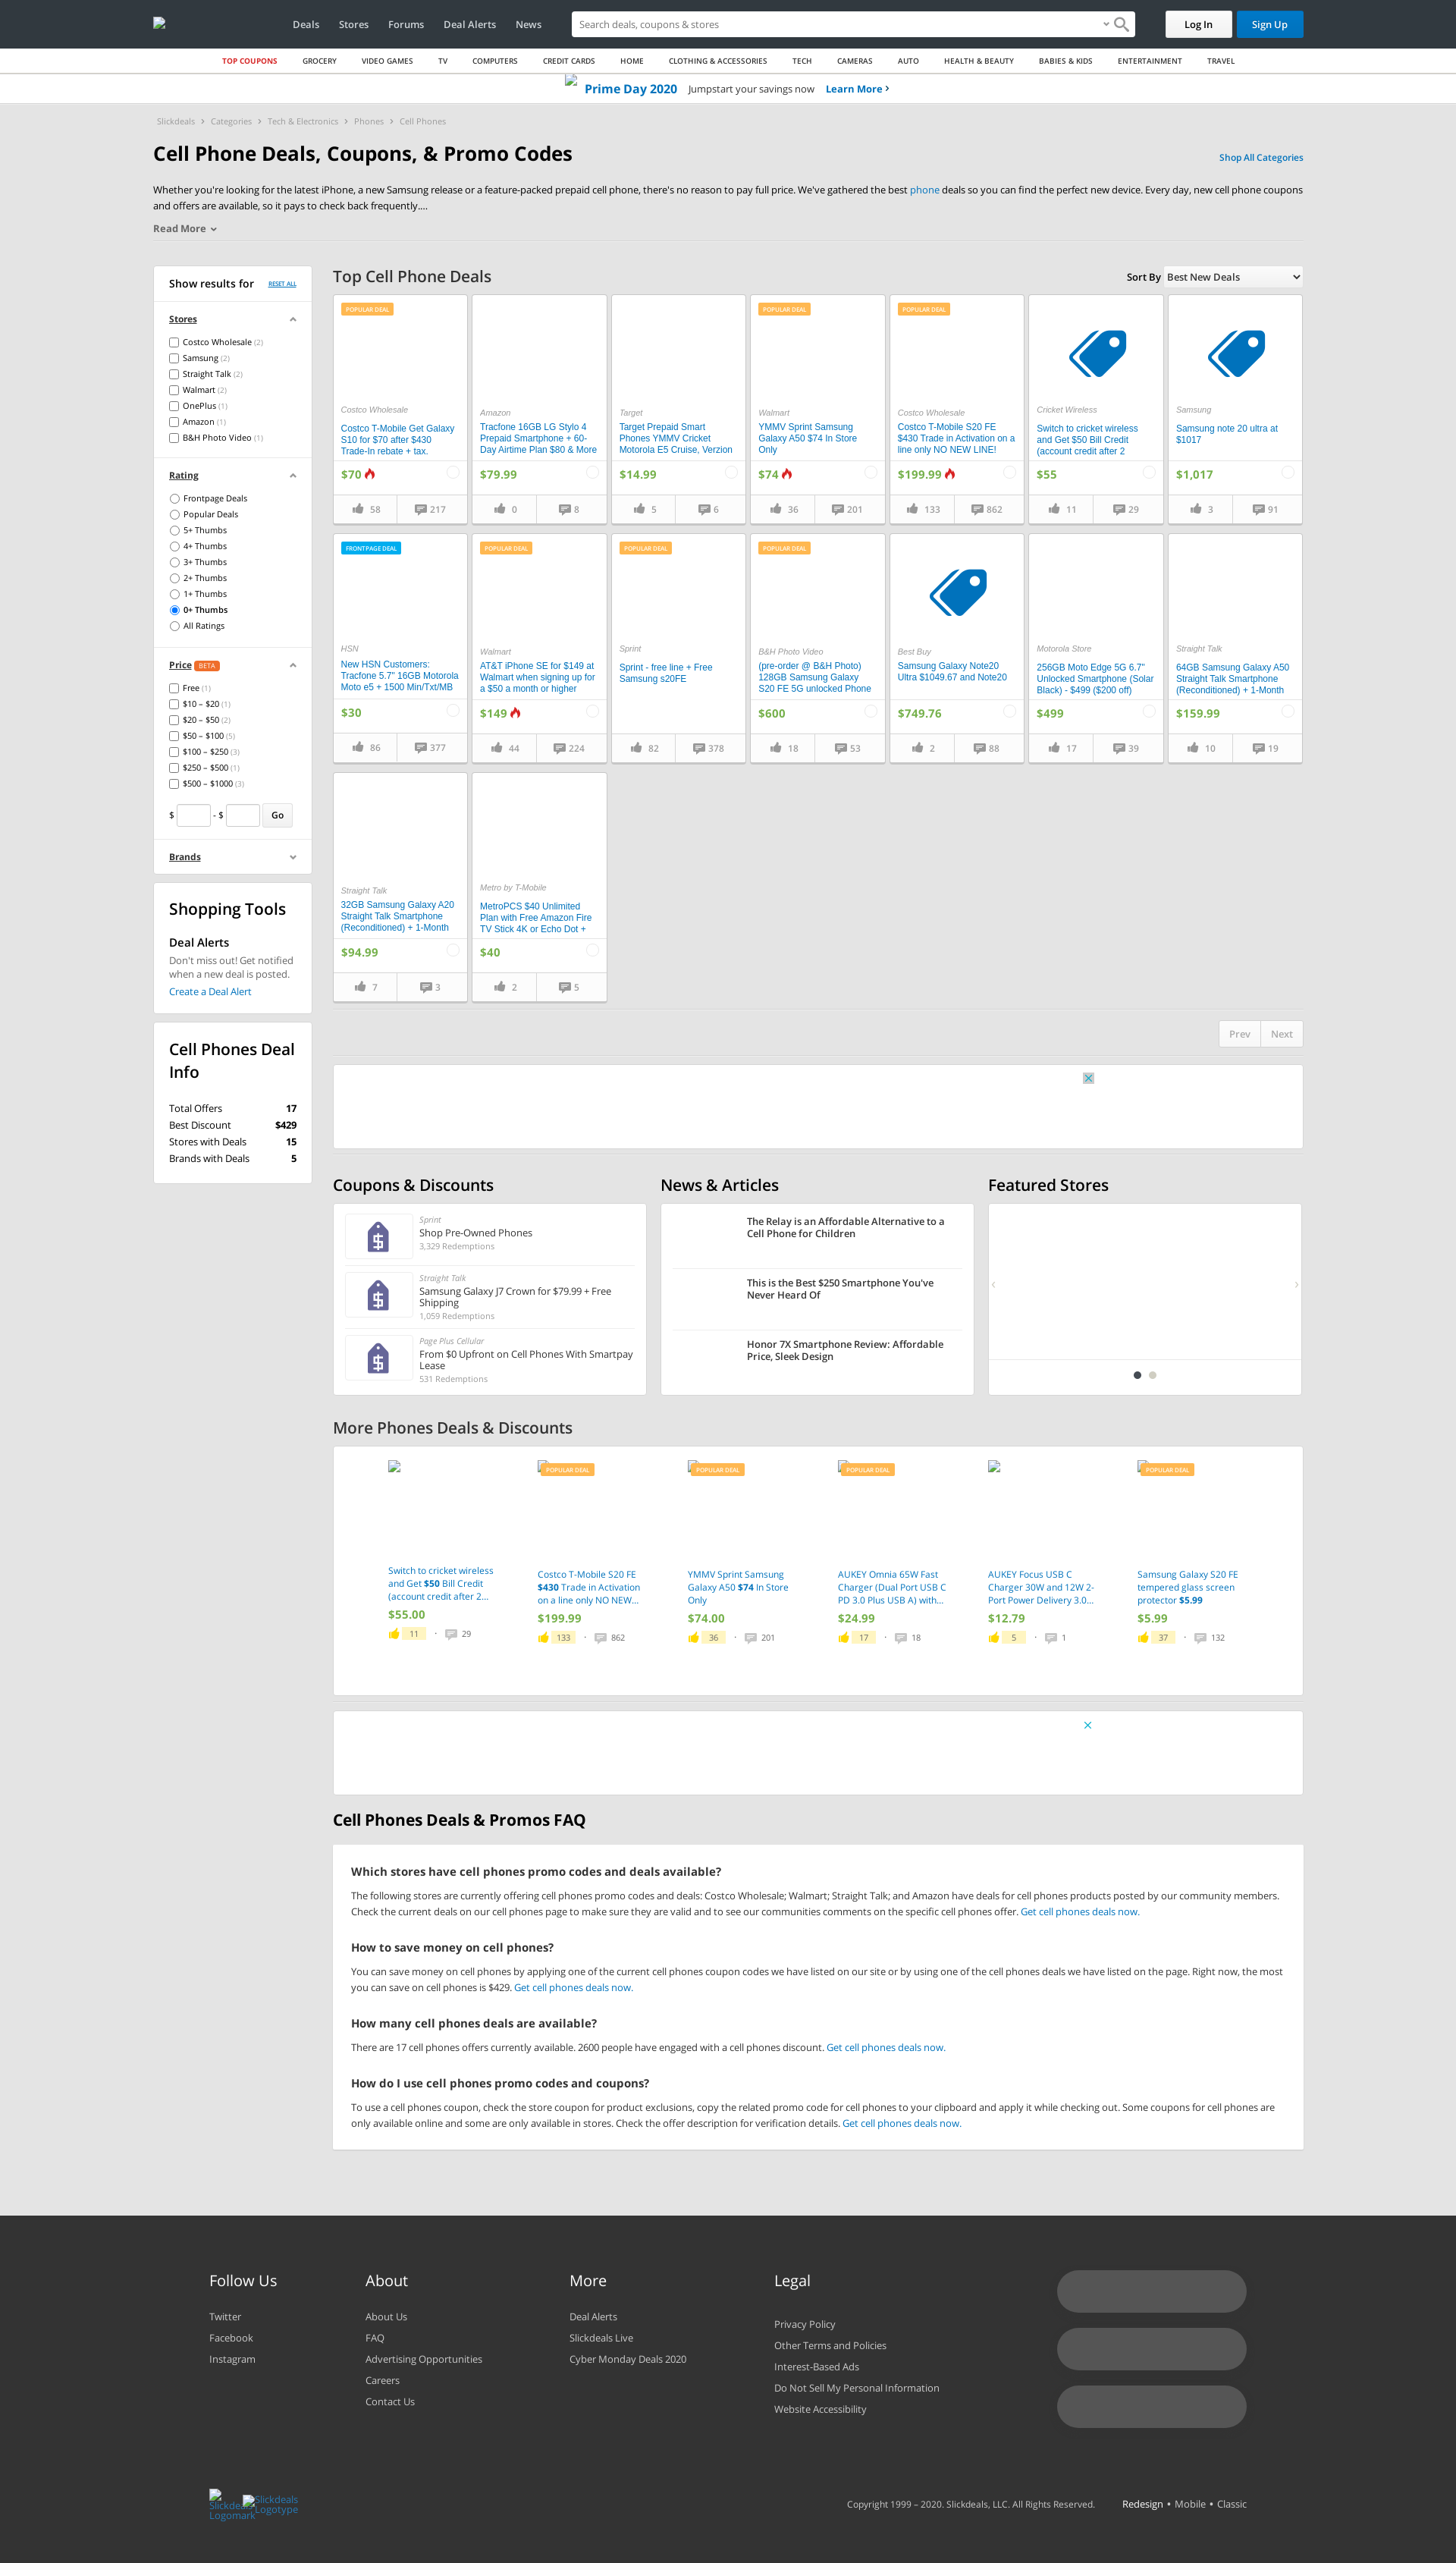 Deals Stores Forums Deal Alerts News Search deals, coupons & stores Log In Sign Up
TOP COUPONS GROCERY VIDEO GAMES TV COMPUTERS CREDIT CARDS HOME CLOTHING & ACCESSORIES TECH CAMERAS AUTO HEALTH & BEAUTY BABIES & KIDS ENTERTAINMENT TRAVEL
Prime Day 2020 Jumpstart your savings now Learn More
Slickdeals Categories Tech & Electronics Phones Cell Phones
Cell Phone Deals, Coupons, & Promo Codes
Shop All Categories
Whether you're looking for the latest iPhone, a new Samsung release or a feature-packed prepaid cell phone, there's no reason to pay full price. We've gathered the best phone deals so you can find the perfect new device. Every day, new cell phone coupons
and offers are available, so it pays to check back frequently....
Read More
Show results for RESET ALL
Stores
Costco Wholesale (2)
Samsung (2)
Straight Talk (2)
Walmart (2)
OnePlus (1)
Amazon (1)
B&H Photo Video (1)
Rating
Frontpage Deals
Popular Deals
5+ Thumbs
4+ Thumbs
3+ Thumbs
2+ Thumbs
1+ Thumbs
0+ Thumbs
All Ratings
Price BETA
Free (1)
$10 – $20 (1)
$20 – $50 (2)
$50 – $100 (5)
$100 – $250 (3)
$250 – $500 (1)
$500 – $1000 (3)
$ - $ Go
Brands
Shopping Tools
Deal Alerts
Don't miss out! Get notified
when a new deal is posted.
Create a Deal Alert
Cell Phones Deal
Info
Total Offers 17
Best Discount $429
Stores with Deals 15
Brands with Deals 5
Top Cell Phone Deals
Sort By Best New Deals
POPULAR DEAL
Costco Wholesale
Costco T-Mobile Get Galaxy
S10 for $70 after $430
Trade-In rebate + tax.
$70
58 217
Amazon
Tracfone 16GB LG Stylo 4
Prepaid Smartphone + 60-
Day Airtime Plan $80 & More
$79.99
0 8
Target
Target Prepaid Smart
Phones YMMV Cricket
Motorola E5 Cruise, Verzion
$14.99
5 6
POPULAR DEAL
Walmart
YMMV Sprint Samsung
Galaxy A50 $74 In Store
Only
$74
36 201
POPULAR DEAL
Costco Wholesale
Costco T-Mobile S20 FE
$430 Trade in Activation on a
line only NO NEW LINE!
$199.99
133 862
Cricket Wireless
Switch to cricket wireless
and Get $50 Bill Credit
(account credit after 2
$55
11 29
Samsung
Samsung note 20 ultra at
$1017
$1,017
3 91
FRONTPAGE DEAL
HSN
New HSN Customers:
Tracfone 5.7" 16GB Motorola
Moto e5 + 1500 Min/Txt/MB
$30
86 377
POPULAR DEAL
Walmart
AT&T iPhone SE for $149 at
Walmart when signing up for
a $50 a month or higher
$149
44 224
POPULAR DEAL
Sprint
Sprint - free line + Free
Samsung s20FE
82 378
POPULAR DEAL
B&H Photo Video
(pre-order @ B&H Photo)
128GB Samsung Galaxy
S20 FE 5G unlocked Phone
$600
18 53
Best Buy
Samsung Galaxy Note20
Ultra $1049.67 and Note20
$749.76
2 88
Motorola Store
256GB Moto Edge 5G 6.7"
Unlocked Smartphone (Solar
Black) - $499 ($200 off)
$499
17 39
Straight Talk
64GB Samsung Galaxy A50
Straight Talk Smartphone
(Reconditioned) + 1-Month
$159.99
10 19
Straight Talk
32GB Samsung Galaxy A20
Straight Talk Smartphone
(Reconditioned) + 1-Month
$94.99
7 3
Metro by T-Mobile
MetroPCS $40 Unlimited
Plan with Free Amazon Fire
TV Stick 4K or Echo Dot +
$40
2 5
Prev Next
Coupons & Discounts
Sprint
Shop Pre-Owned Phones
3,329 Redemptions
Straight Talk
Samsung Galaxy J7 Crown for $79.99 + Free
Shipping
1,059 Redemptions
Page Plus Cellular
From $0 Upfront on Cell Phones With Smartpay
Lease
531 Redemptions
News & Articles
The Relay is an Affordable Alternative to a
Cell Phone for Children
This is the Best $250 Smartphone You've
Never Heard Of
Honor 7X Smartphone Review: Affordable
Price, Sleek Design
Featured Stores
More Phones Deals & Discounts
Switch to cricket wireless
and Get $50 Bill Credit
(account credit after 2...
$55.00
11 · 29
POPULAR DEAL
Costco T-Mobile S20 FE
$430 Trade in Activation
on a line only NO NEW...
$199.99
133 · 862
POPULAR DEAL
YMMV Sprint Samsung
Galaxy A50 $74 In Store
Only
$74.00
36 · 201
POPULAR DEAL
AUKEY Omnia 65W Fast
Charger (Dual Port USB C
PD 3.0 Plus USB A) with...
$24.99
17 · 18
AUKEY Focus USB C
Charger 30W and 12W 2-
Port Power Delivery 3.0...
$12.79
5 · 1
POPULAR DEAL
Samsung Galaxy S20 FE
tempered glass screen
protector $5.99
$5.99
37 · 132
Cell Phones Deals & Promos FAQ
Which stores have cell phones promo codes and deals available?
The following stores are currently offering cell phones promo codes and deals: Costco Wholesale; Walmart; Straight Talk; and Amazon have deals for cell phones products posted by our community members.
Check the current deals on our cell phones page to make sure they are valid and to see our communities comments on the specific cell phones offer. Get cell phones deals now.
How to save money on cell phones?
You can save money on cell phones by applying one of the current cell phones coupon codes we have listed on our site or by using one of the cell phones deals we have listed on the page. Right now, the most
you can save on cell phones is $429. Get cell phones deals now.
How many cell phones deals are available?
There are 17 cell phones offers currently available. 2600 people have engaged with a cell phones discount. Get cell phones deals now.
How do I use cell phones promo codes and coupons?
To use a cell phones coupon, check the store coupon for product exclusions, copy the related promo code for cell phones to your clipboard and apply it while checking out. Some coupons for cell phones are
only available online and some are only available in stores. Check the offer description for verification details. Get cell phones deals now.
Follow Us
Twitter
Facebook
Instagram
About
About Us
FAQ
Advertising Opportunities
Careers
Contact Us
More
Deal Alerts
Slickdeals Live
Cyber Monday Deals 2020
Legal
Privacy Policy
Other Terms and Policies
Interest-Based Ads
Do Not Sell My Personal Information
Website Accessibility
Slickdeals
Logomark
Slickdeals
Logotype
Copyright 1999 – 2020. Slickdeals, LLC. All Rights Reserved. Redesign • Mobile • Classic